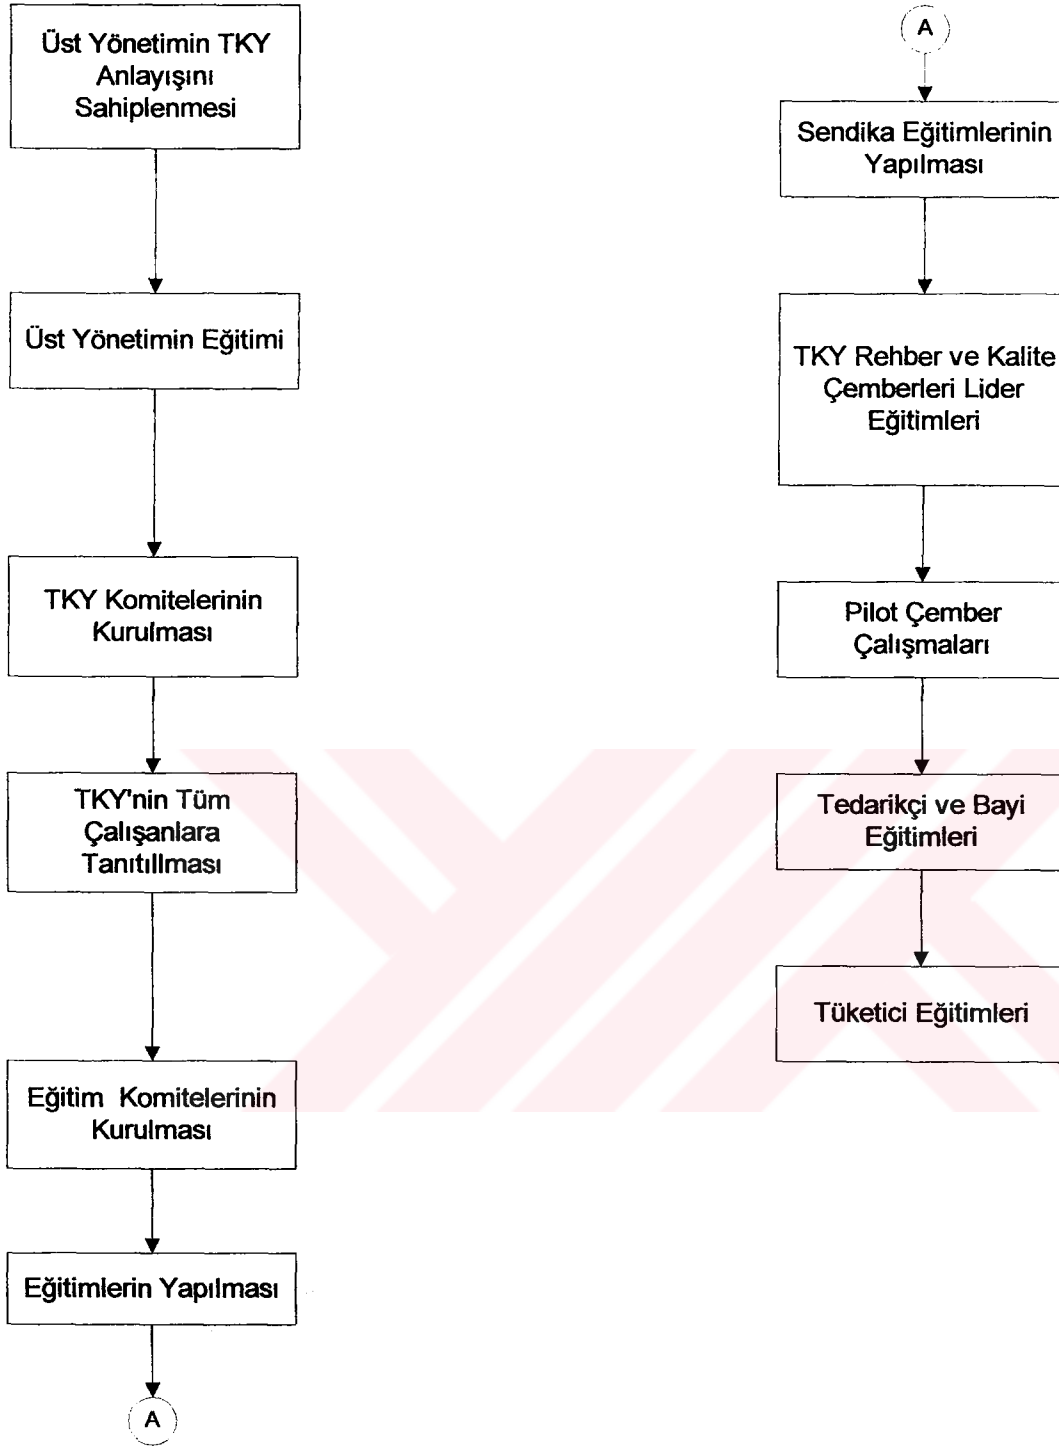 Üst Yönetimin TKY
Anlayışını
Sahiplenmesi
Üst Yönetimin Eğitimi
TKY Komitelerinin
Kurulması
TKY'nin Tüm
Çalışanlara
Tanıtıllması
Eğitim Komitelerinin
Kurulması
Eğitimlerin Yapılması
A
A
Sendika Eğitimlerinin
Yapılması
TKY Rehber ve Kalite
Çemberleri Lider
Eğitimleri
Pilot Çember
Çalışmaları
Tedarikçi ve Bayi
Eğitimleri
Tüketici Eğitimleri